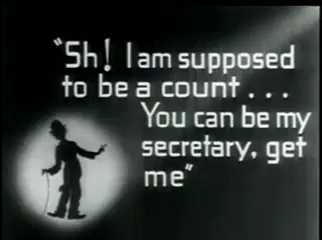 "Sh! I am supposed
to be a count...
You can be my
secretary, get
me"